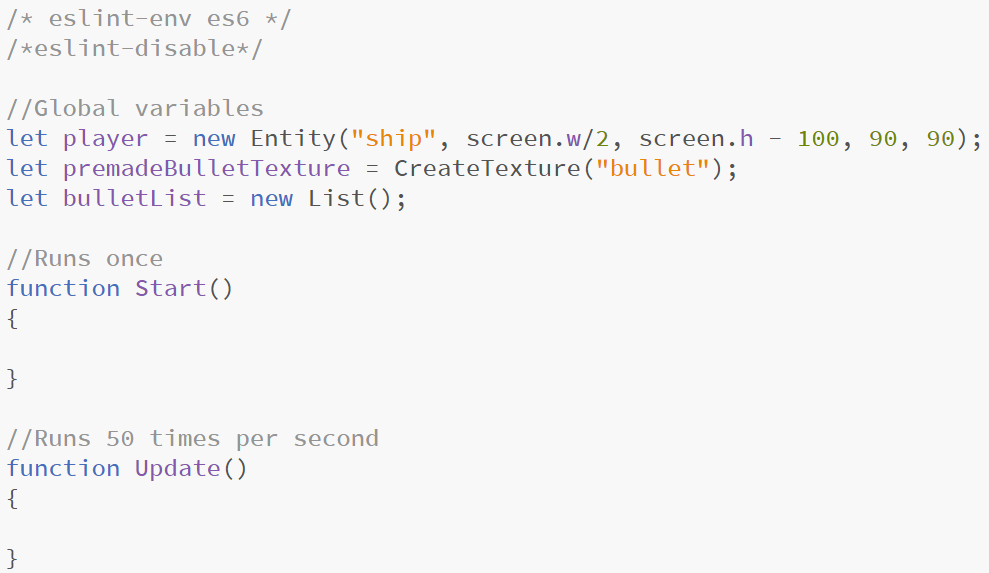 /* eslint-env es6 */
/*eslint-disable*/
//Global variables
let player = new Entity("ship", screen.w/2, screen.h - 100, 90, 90);
let premadeBulletTexture = CreateTexture("bullet");
let bulletList = new List();
//Runs once
function Start()
{
}
//Runs 50 times per second
function Update()
{
}